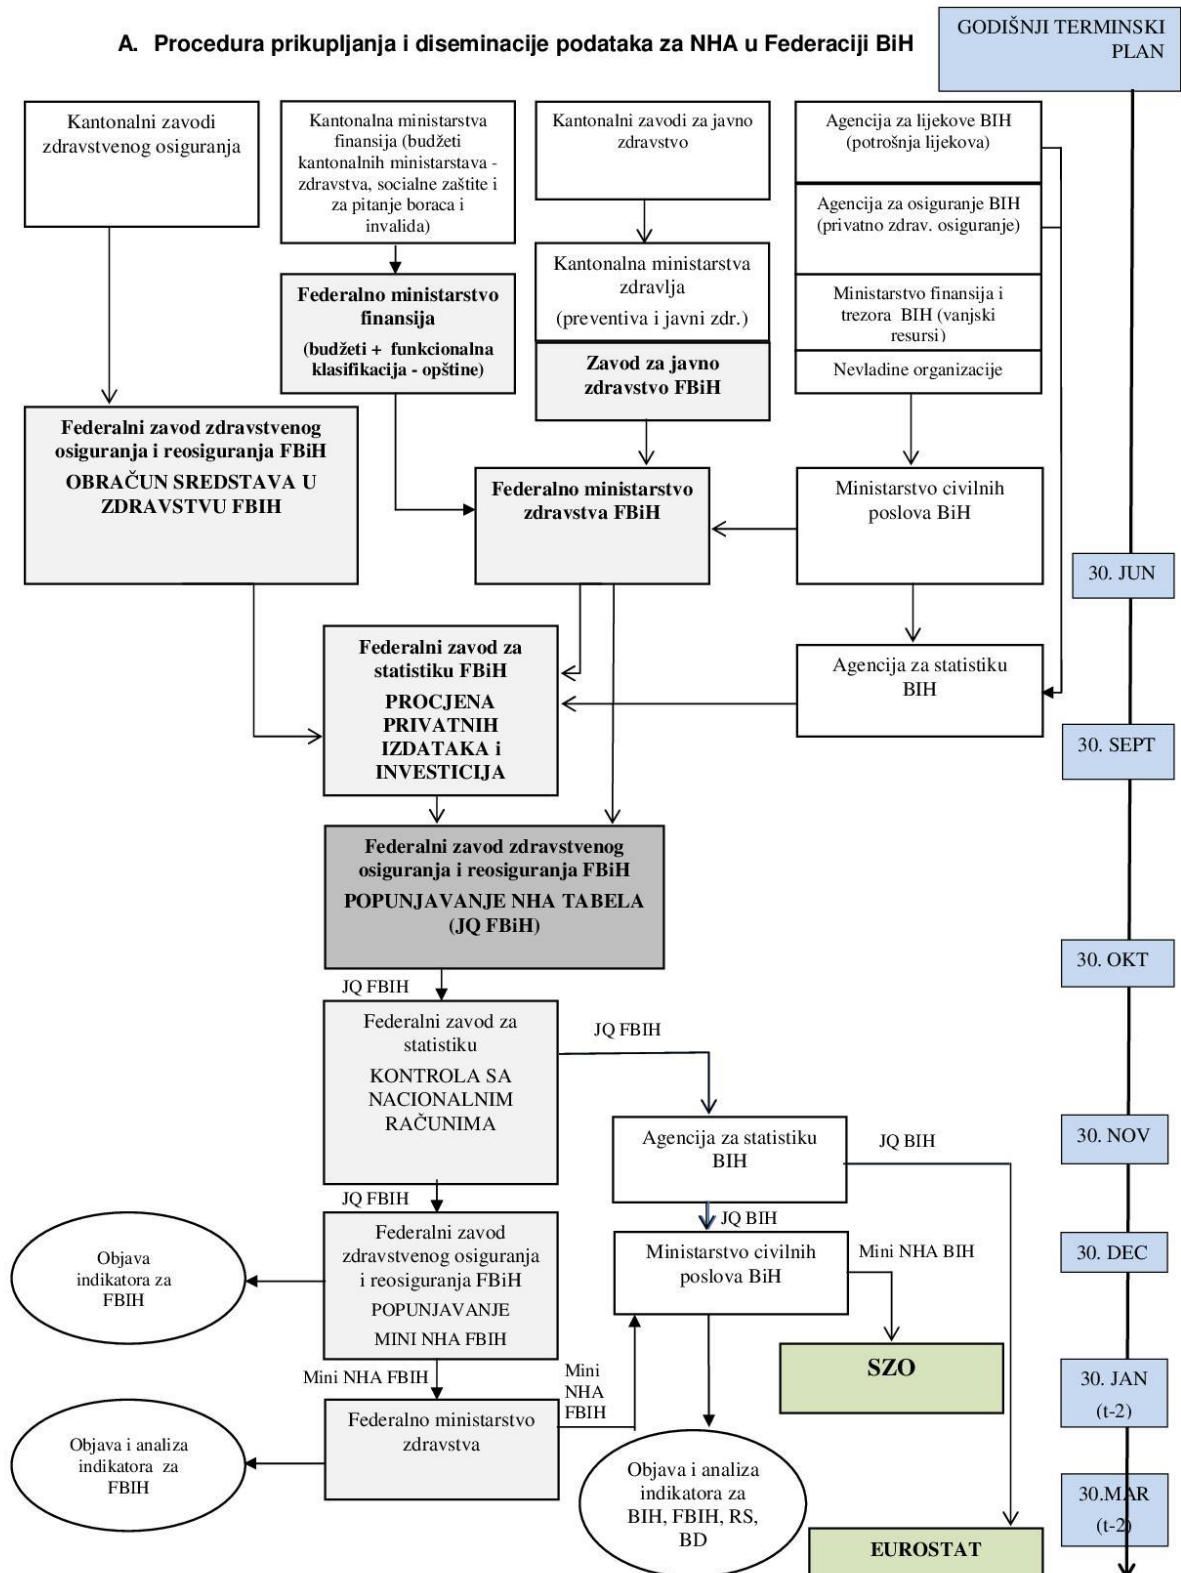 A. Procedura prikupljanja i diseminacije podataka za NHA u Federaciji BiH
GODIŠNJI TERMINSKI
PLAN
Kantonalni zavodi
zdravstvenog osiguranja
Kantonalna ministarstva
finansija (budžeti
kantonalnih ministarstava -
zdravstva, socialne zaštite i
za pitanje boraca i
invalida)
Kantonalni zavodi za javno
zdravstvo
Agencija za lijekove BIH
(potrošnja lijekova)
Agencija za osiguranje BIH
(privatno zdrav. osiguranje)
Kantonalna ministarstva
zdravlja
(preventiva i javni zdr.)
Federalno ministarstvo
finansija
(budžeti + funkcionalna
klasifikacija - opštine)
Ministarstvo finansija i
trezora BIH (vanjski
resursi)
Zavod za javno
zdravstvo FBiH
Nevladine organizacije
Federalni zavod zdravstvenog
osiguranja i reosiguranja FBiH
OBRAČUN SREDSTAVA U
ZDRAVSTVU FBIH
Federalno ministarstvo
zdravstva FBiH
Ministarstvo civilnih
poslova BiH
30. JUN
Federalni zavod za
statistiku FBiH
PROCJENA
PRIVATNIH
IZDATAKA i
INVESTICIJA
Agencija za statistiku
BIH
30. SEPT
Federalni zavod zdravstvenog
osiguranja i reosiguranja FBiH
POPUNJAVANJE NHA TABELA
(JQ FBiH)
30. OKT
JQ FBIH
Federalni zavod za
statistiku
KONTROLA SA
NACIONALNIM
RAČUNIMA
JQ FBIH
Agencija za statistiku
BIH
JQ BIH
30. NOV
JQ FBIH
JQ BIH
Federalni zavod
zdravstvenog osiguranja
i reosiguranja FBiH
POPUNJAVANJE
MINI NHA FBIH
Objava
indikatora za
FBIH
Ministarstvo civilnih
poslova BiH
Mini NHA BIH
30. DEC
SZO
Mini NHA FBIH
Mini
NHA
FBIH
30. JAN
(t-2)
Federalno ministarstvo
zdravstva
Objava i analiza
indikatora za
FBIH
Objava i analiza
indikatora za
BIH, FBIH, RS,
BD
30.MAR
(t-2)
EUROSTAT